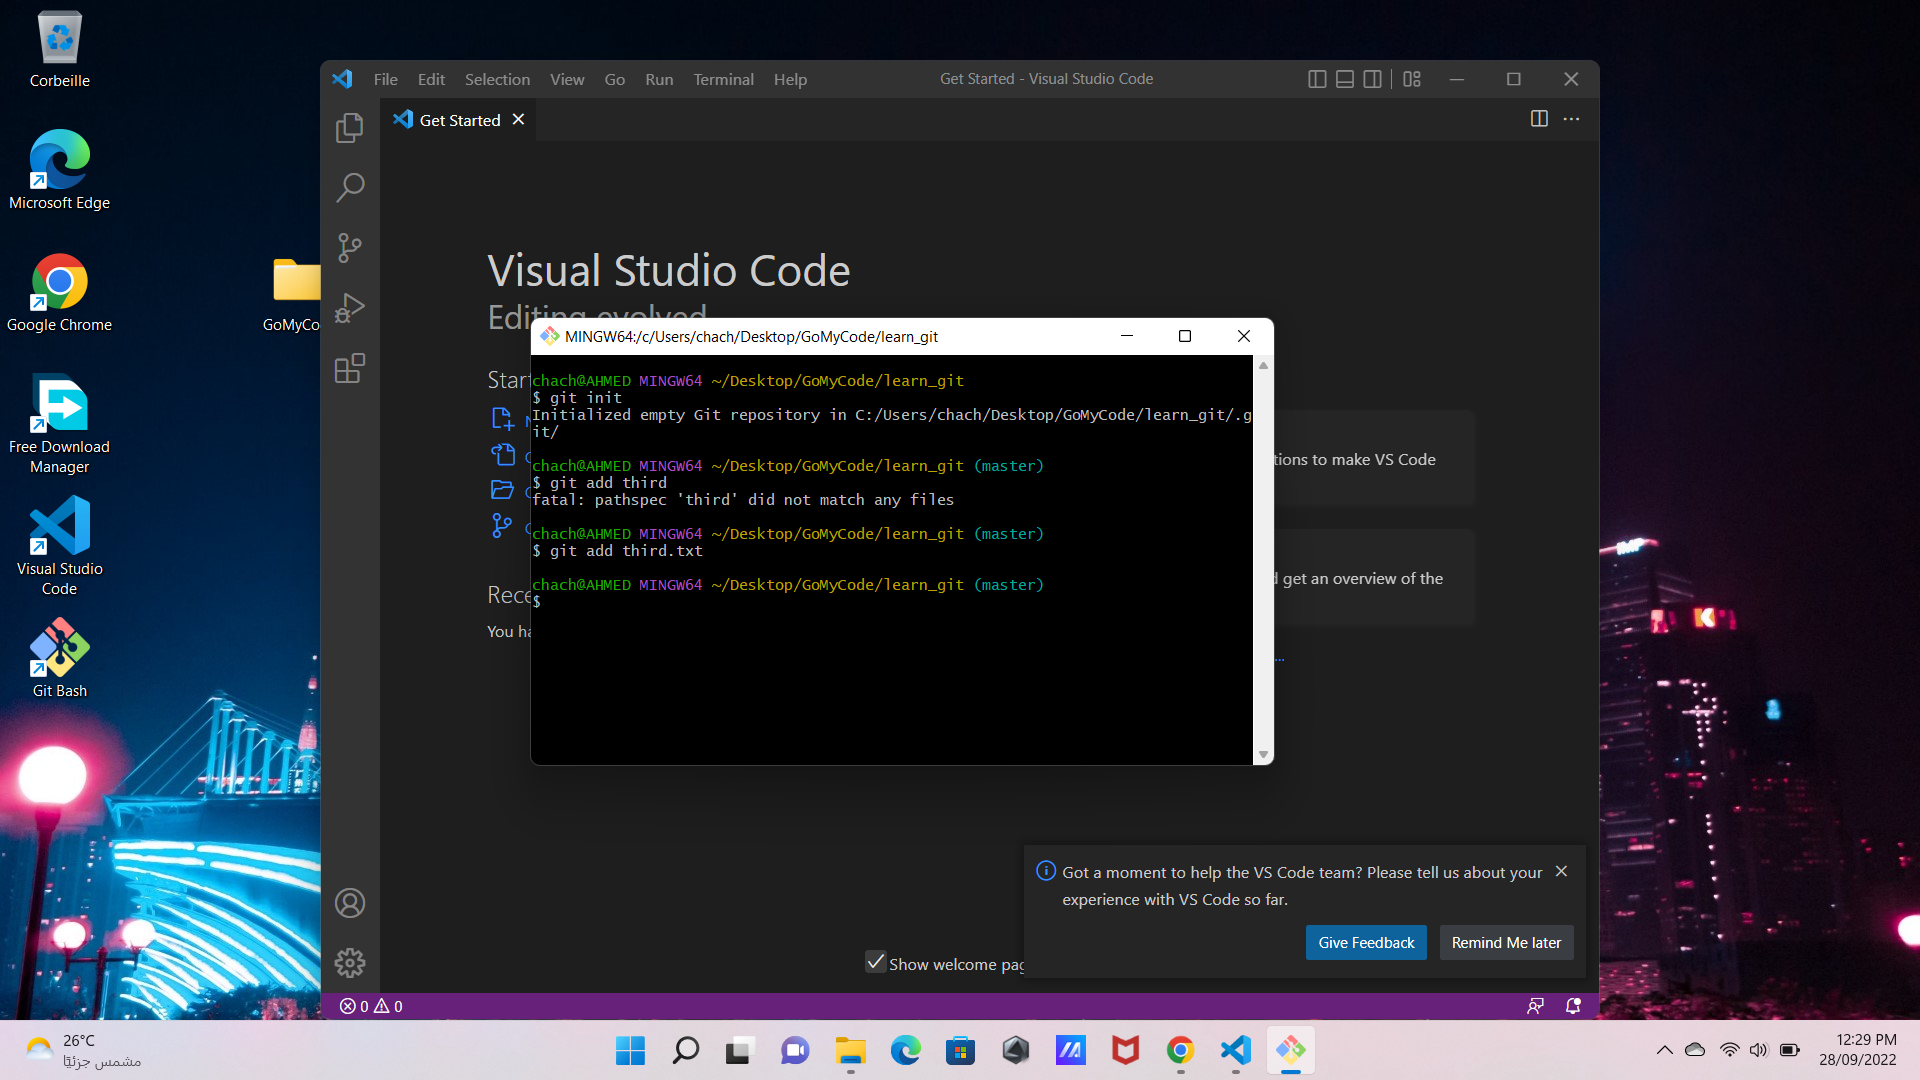 Corbeille
Microsoft Edge
Google Chrome
Free Download
Manager
Visual Studio
Code
Git Bash
GoMyCo
File Edit Selection View Go Run Terminal Help
Get Started - Visual Studio Code
Get Started
Visual Studio Code
Editing evolved
Start
Rece
You ha
MINGW64:/c/Users/chach/Desktop/GoMyCode/learn_git
chach@AHMED MINGW64 ~/Desktop/GoMyCode/learn_git
$ git init
Initialized empty Git repository in C:/Users/chach/Desktop/GoMyCode/learn_git/.g
it/
chach@AHMED MINGW64 ~/Desktop/GoMyCode/learn_git (master)
$ git add third
fatal: pathspec 'third' did not match any files
chach@AHMED MINGW64 ~/Desktop/GoMyCode/learn_git (master)
$ git add third.txt
chach@AHMED MINGW64 ~/Desktop/GoMyCode/learn_git (master)
$
tions to make VS Code
d get an overview of the
...
Got a moment to help the VS Code team? Please tell us about your
experience with VS Code so far.
Give Feedback Remind Me later
Show welcome pag
0 0
26°C
مشمس جزئيًا
12:29 PM
28/09/2022